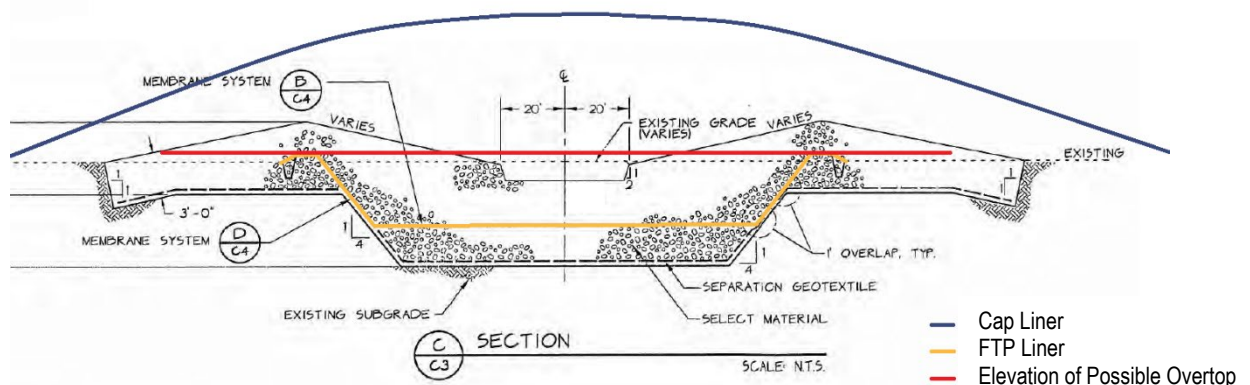 MEMBRANE SYSTEM
B
C4
VARIES
20'
20'
EXISTING GRADE VARIES
(VARIES)
EXISTING
1
1
1
2
1
1
3'-0"
MEMBRANE SYSTEM
D
C4
1
4
1
4
1' OVERLAP, TYP.
SEPARATION GEOTEXTILE
EXISTING SUBGRADE
SELECT MATERIAL
C
C3
SECTION
SCALE: N.T.S.
Cap Liner
FTP Liner
Elevation of Possible Overtop